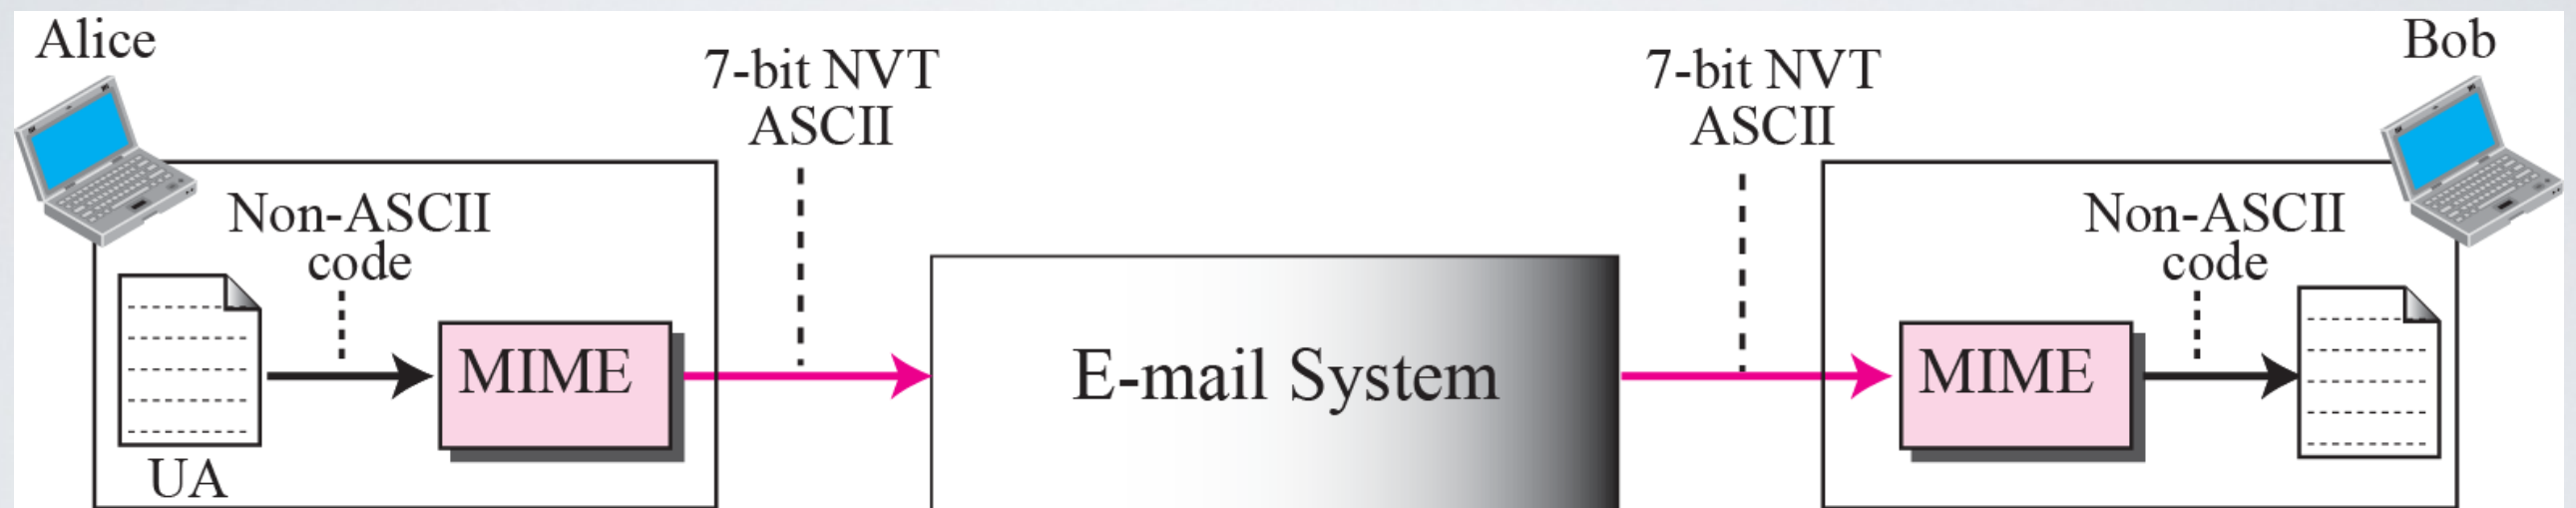 Alice
Bob
7-bit NVT
ASCII
7-bit NVT
ASCII
Non-ASCII
code
Non-ASCII
code
MIME
E-mail System
MIME
UA